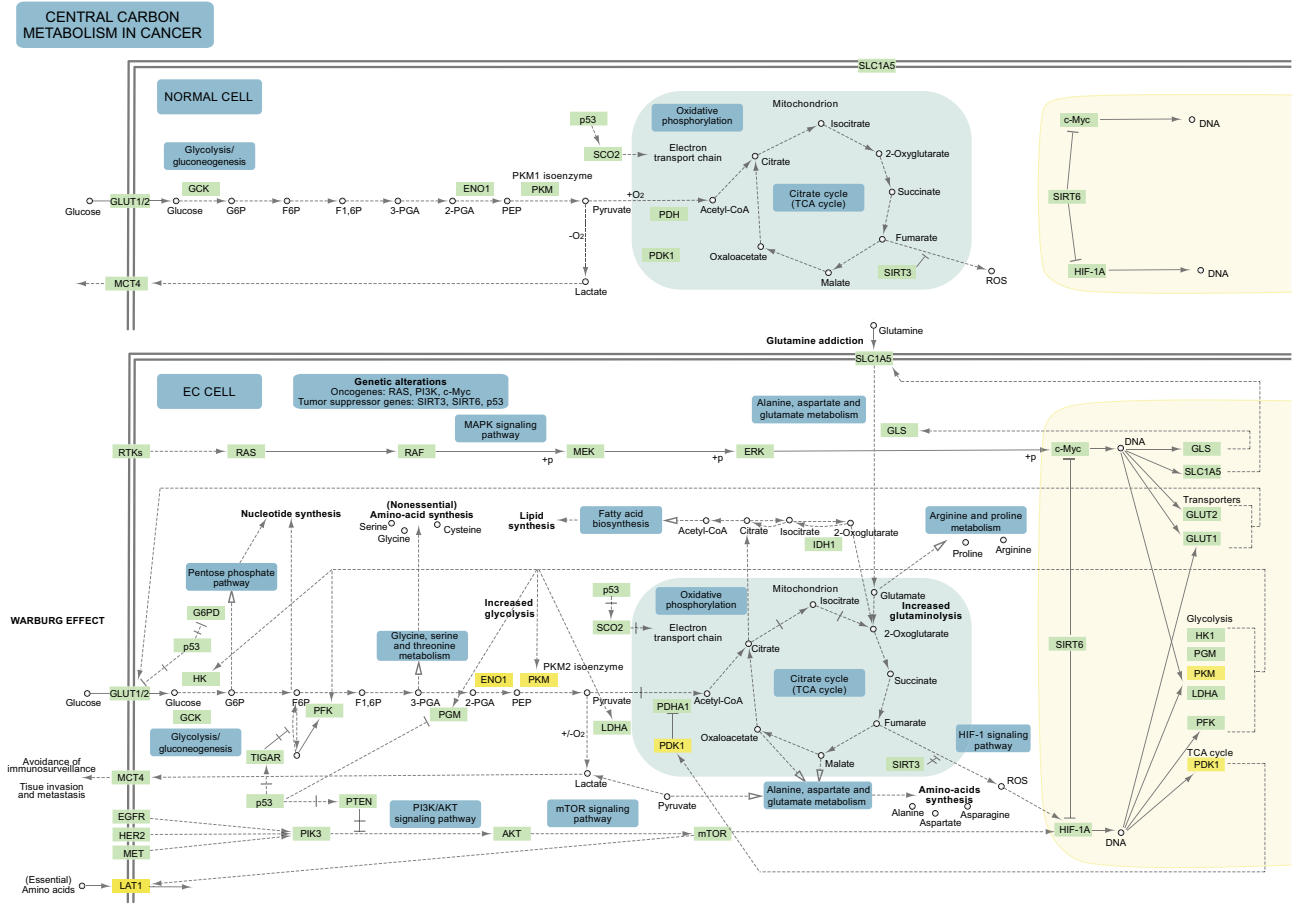 CENTRAL CARBON
METABOLISM IN CANCER
SLC1A5
NORMAL CELL
Glycolysis/
gluconeogenesis
Glucose
GLUT1/2
GCK
Glucose
G6P
F6P
F1,6P
3-PGA
ENO1
2-PGA
PEP
PKM1 isoenzyme
PKM
Pyruvate
-O2
Lactate
MCT4
p53
SCO2
Electron
transport chain
Oxidative
phosphorylation
Mitochondrion
+O2
PDH
PDK1
Acetyl-CoA
Citrate
Isocitrate
2-Oxyglutarate
Succinate
Fumarate
Malate
Oxaloacetate
Citrate cycle
(TCA cycle)
SIRT3
ROS
c-Myc
DNA
SIRT6
HIF-1A
DNA
Glutamine
Glutamine addiction
SLC1A5
EC CELL
Genetic alterations
Oncogenes: RAS, PI3K, c-Myc
Tumor suppressor genes: SIRT3, SIRT6, p53
MAPK signaling
pathway
Alanine, aspartate and
glutamate metabolism
GLS
RTKs
RAS
RAF
+p
MEK
+p
ERK
+p
c-Myc
DNA
GLS
SLC1A5
Transporters
GLUT2
GLUT1
Nucleotide synthesis
(Nonessential)
Amino-acid synthesis
Serine
Glycine
Cysteine
Lipid
synthesis
Fatty acid
biosynthesis
Acetyl-CoA
Citrate
Isocitrate
2-Oxoglutarate
IDH1
Arginine and proline
metabolism
Proline
Arginine
Pentose phosphate
pathway
G6PD
p53
WARBURG EFFECT
HK
Increased
glycolysis
Glycine, serine
and threonine
metabolism
p53
SCO2
Electron
transport chain
Oxidative
phosphorylation
Mitochondrion
Isocitrate
Glutamate
Increased
glutaminolysis
2-Oxoglutarate
Citrate
Citrate cycle
(TCA cycle)
Succinate
Fumarate
Malate
Oxaloacetate
SIRT3
Glucose
GLUT1/2
Glucose
GCK
G6P
F6P
PFK
F1,6P
3-PGA
PGM
2-PGA
ENO1
PEP
PKM2 isoenzyme
PKM
Pyruvate
LDHA
+/-O2
Acetyl-CoA
PDHA1
PDK1
Glycolysis/
gluconeogenesis
TIGAR
p53
PTEN
Avoidance of
immunosurveillance
Tisue invasion
and metastasis
MCT4
Lactate
Pyruvate
Alanine, aspartate and
glutamate metabolism
Amino-acids
synthesis
Alanine
Aspartate
Asparagine
HIF-1 signaling
pathway
ROS
SIRT6
Glycolysis
HK1
PGM
PKM
LDHA
PFK
TCA cycle
PDK1
EGFR
HER2
MET
PIK3
PI3K/AKT
signaling pathway
AKT
mTOR signaling
pathway
mTOR
HIF-1A
DNA
(Essential)
Amino acids
LAT1